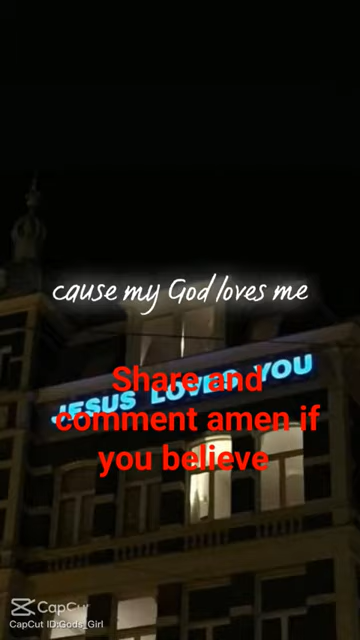 cause my God loves me
JESUS LOVES YOU
Share and
comment amen if
you believe
CapCut
CapCut ID:Gods_Girl